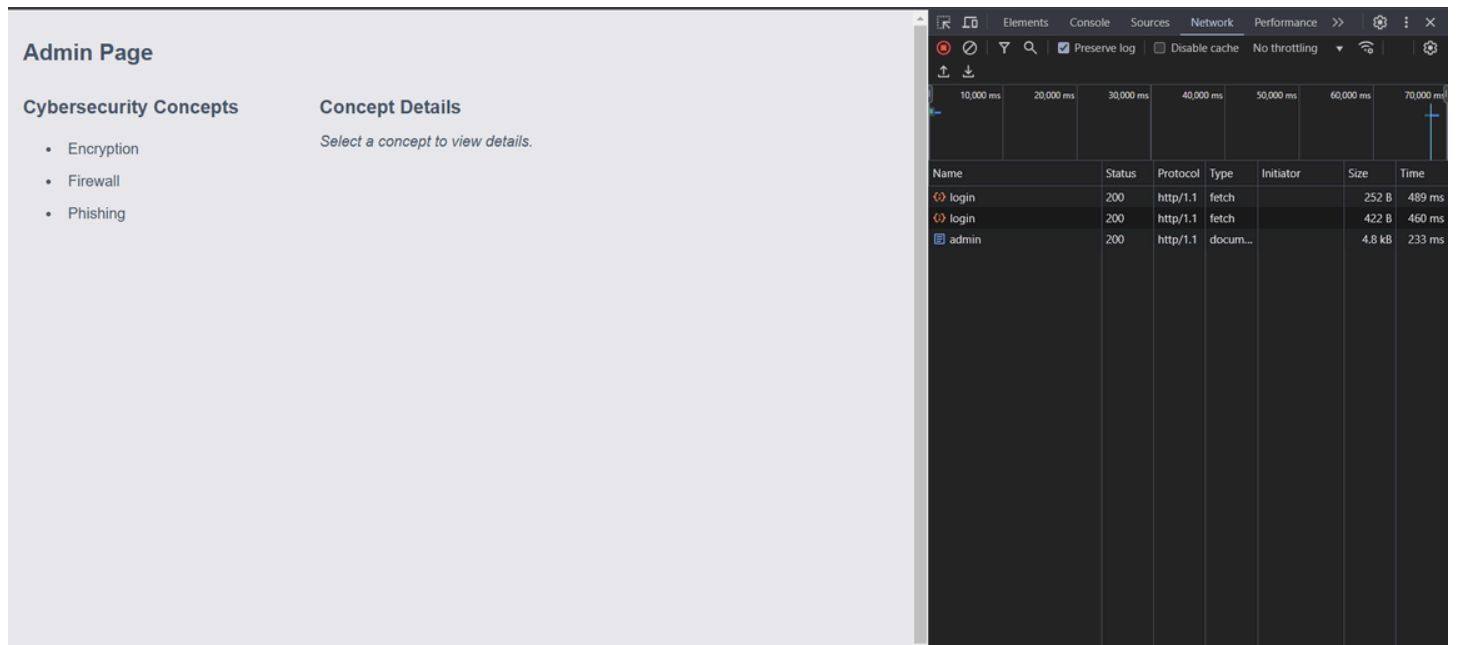 Admin Page
Cybersecurity Concepts
Encryption
Firewall
Phishing
Concept Details
Select a concept to view details.
Elements Console Sources Network Performance
Preserve log Disable cache No throttling
10,000 ms 20,000 ms 30,000 ms 40,000 ms 50,000 ms 60,000 ms 70,000 ms
Name Status Protocol Type Initiator Size Time
login 200 http/1.1 fetch 252 B 489 ms
login 200 http/1.1 fetch 422 B 460 ms
admin 200 http/1.1 docum... 4.8 kB 233 ms